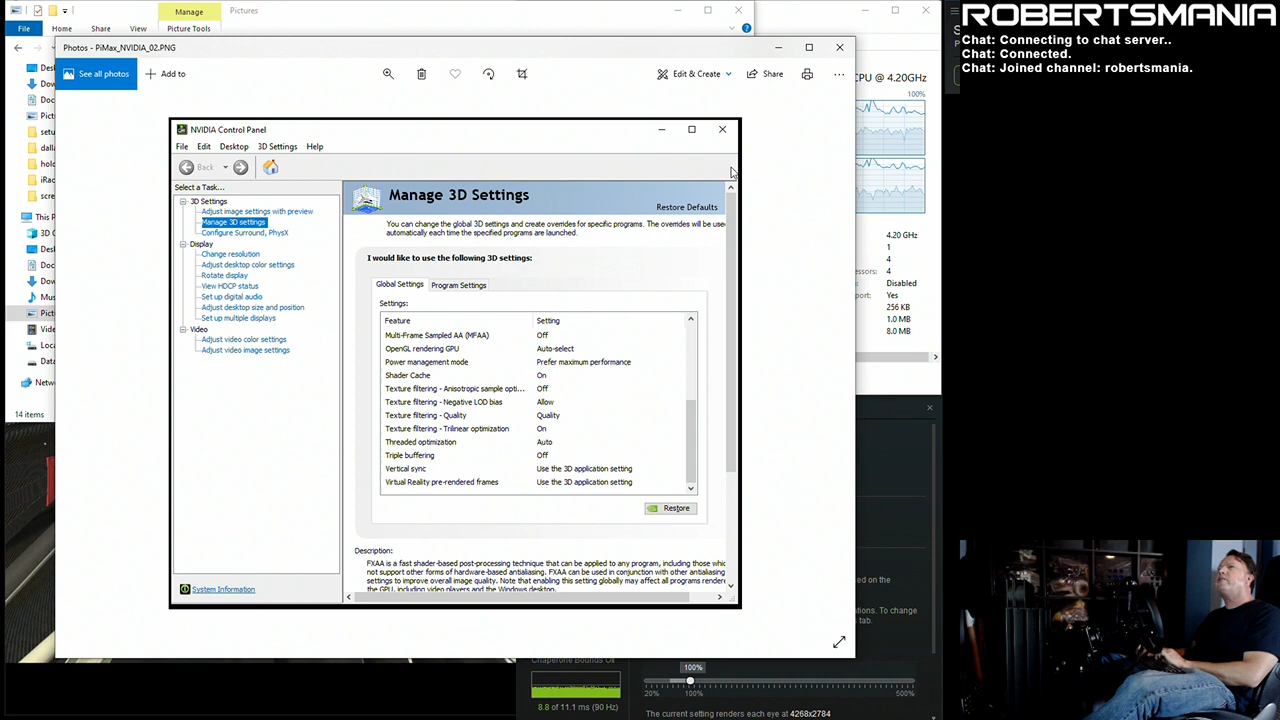 Manage
Pictures
File
Home
Share
View
Picture Tools
Photos - PiMax_NVIDIA_02.PNG
See all photos
Add to
Edit & Create
Share
NVIDIA Control Panel
File
Edit
Desktop
3D Settings
Help
Back
Select a Task...
3D Settings
Adjust image settings with preview
Manage 3D settings
Configure Surround, PhysX
Display
Change resolution
Adjust desktop color settings
Rotate display
View HDCP status
Set up digital audio
Adjust desktop size and position
Set up multiple displays
Video
Adjust video color settings
Adjust video image settings
System Information
Manage 3D Settings
Restore Defaults
You can change the global 3D settings and create overrides for specific programs. The overrides will be used
automatically each time the specified programs are launched.
I would like to use the following 3D settings:
Global Settings
Program Settings
Settings:
Feature Setting
Multi-Frame Sampled AA (MFAA) Off
OpenGL rendering GPU Auto-select
Power management mode Prefer maximum performance
Shader Cache On
Texture filtering - Anisotropic sample opti... Off
Texture filtering - Negative LOD bias Allow
Texture filtering - Quality Quality
Texture filtering - Trilinear optimization On
Threaded optimization Auto
Triple buffering Off
Vertical sync Use the 3D application setting
Virtual Reality pre-rendered frames Use the 3D application setting
Restore
Description:
FXAA is a fast shader-based post-processing technique that can be applied to any program, including those which
not support other forms of hardware-based antialiasing. FXAA can be used in conjunction with other antialiasing
settings to improve overall image quality. Note that enabling this setting globally may affect all programs rendere
the GPU, including video players and the Windows desktop.
14 items
CPU @ 4.20GHz
100%
4.20 GHz
1
4
4
Disabled
Yes
256 KB
1.0 MB
8.0 MB
Chaperone Bounds
8.8 of 11.1 ms (90 Hz)
100%
20%
100%
500%
The current setting renders each eye at 4268x2784
ROBERTSMANIA
Chat: Connecting to chat server..
Chat: Connected.
Chat: Joined channel: robertsmania.